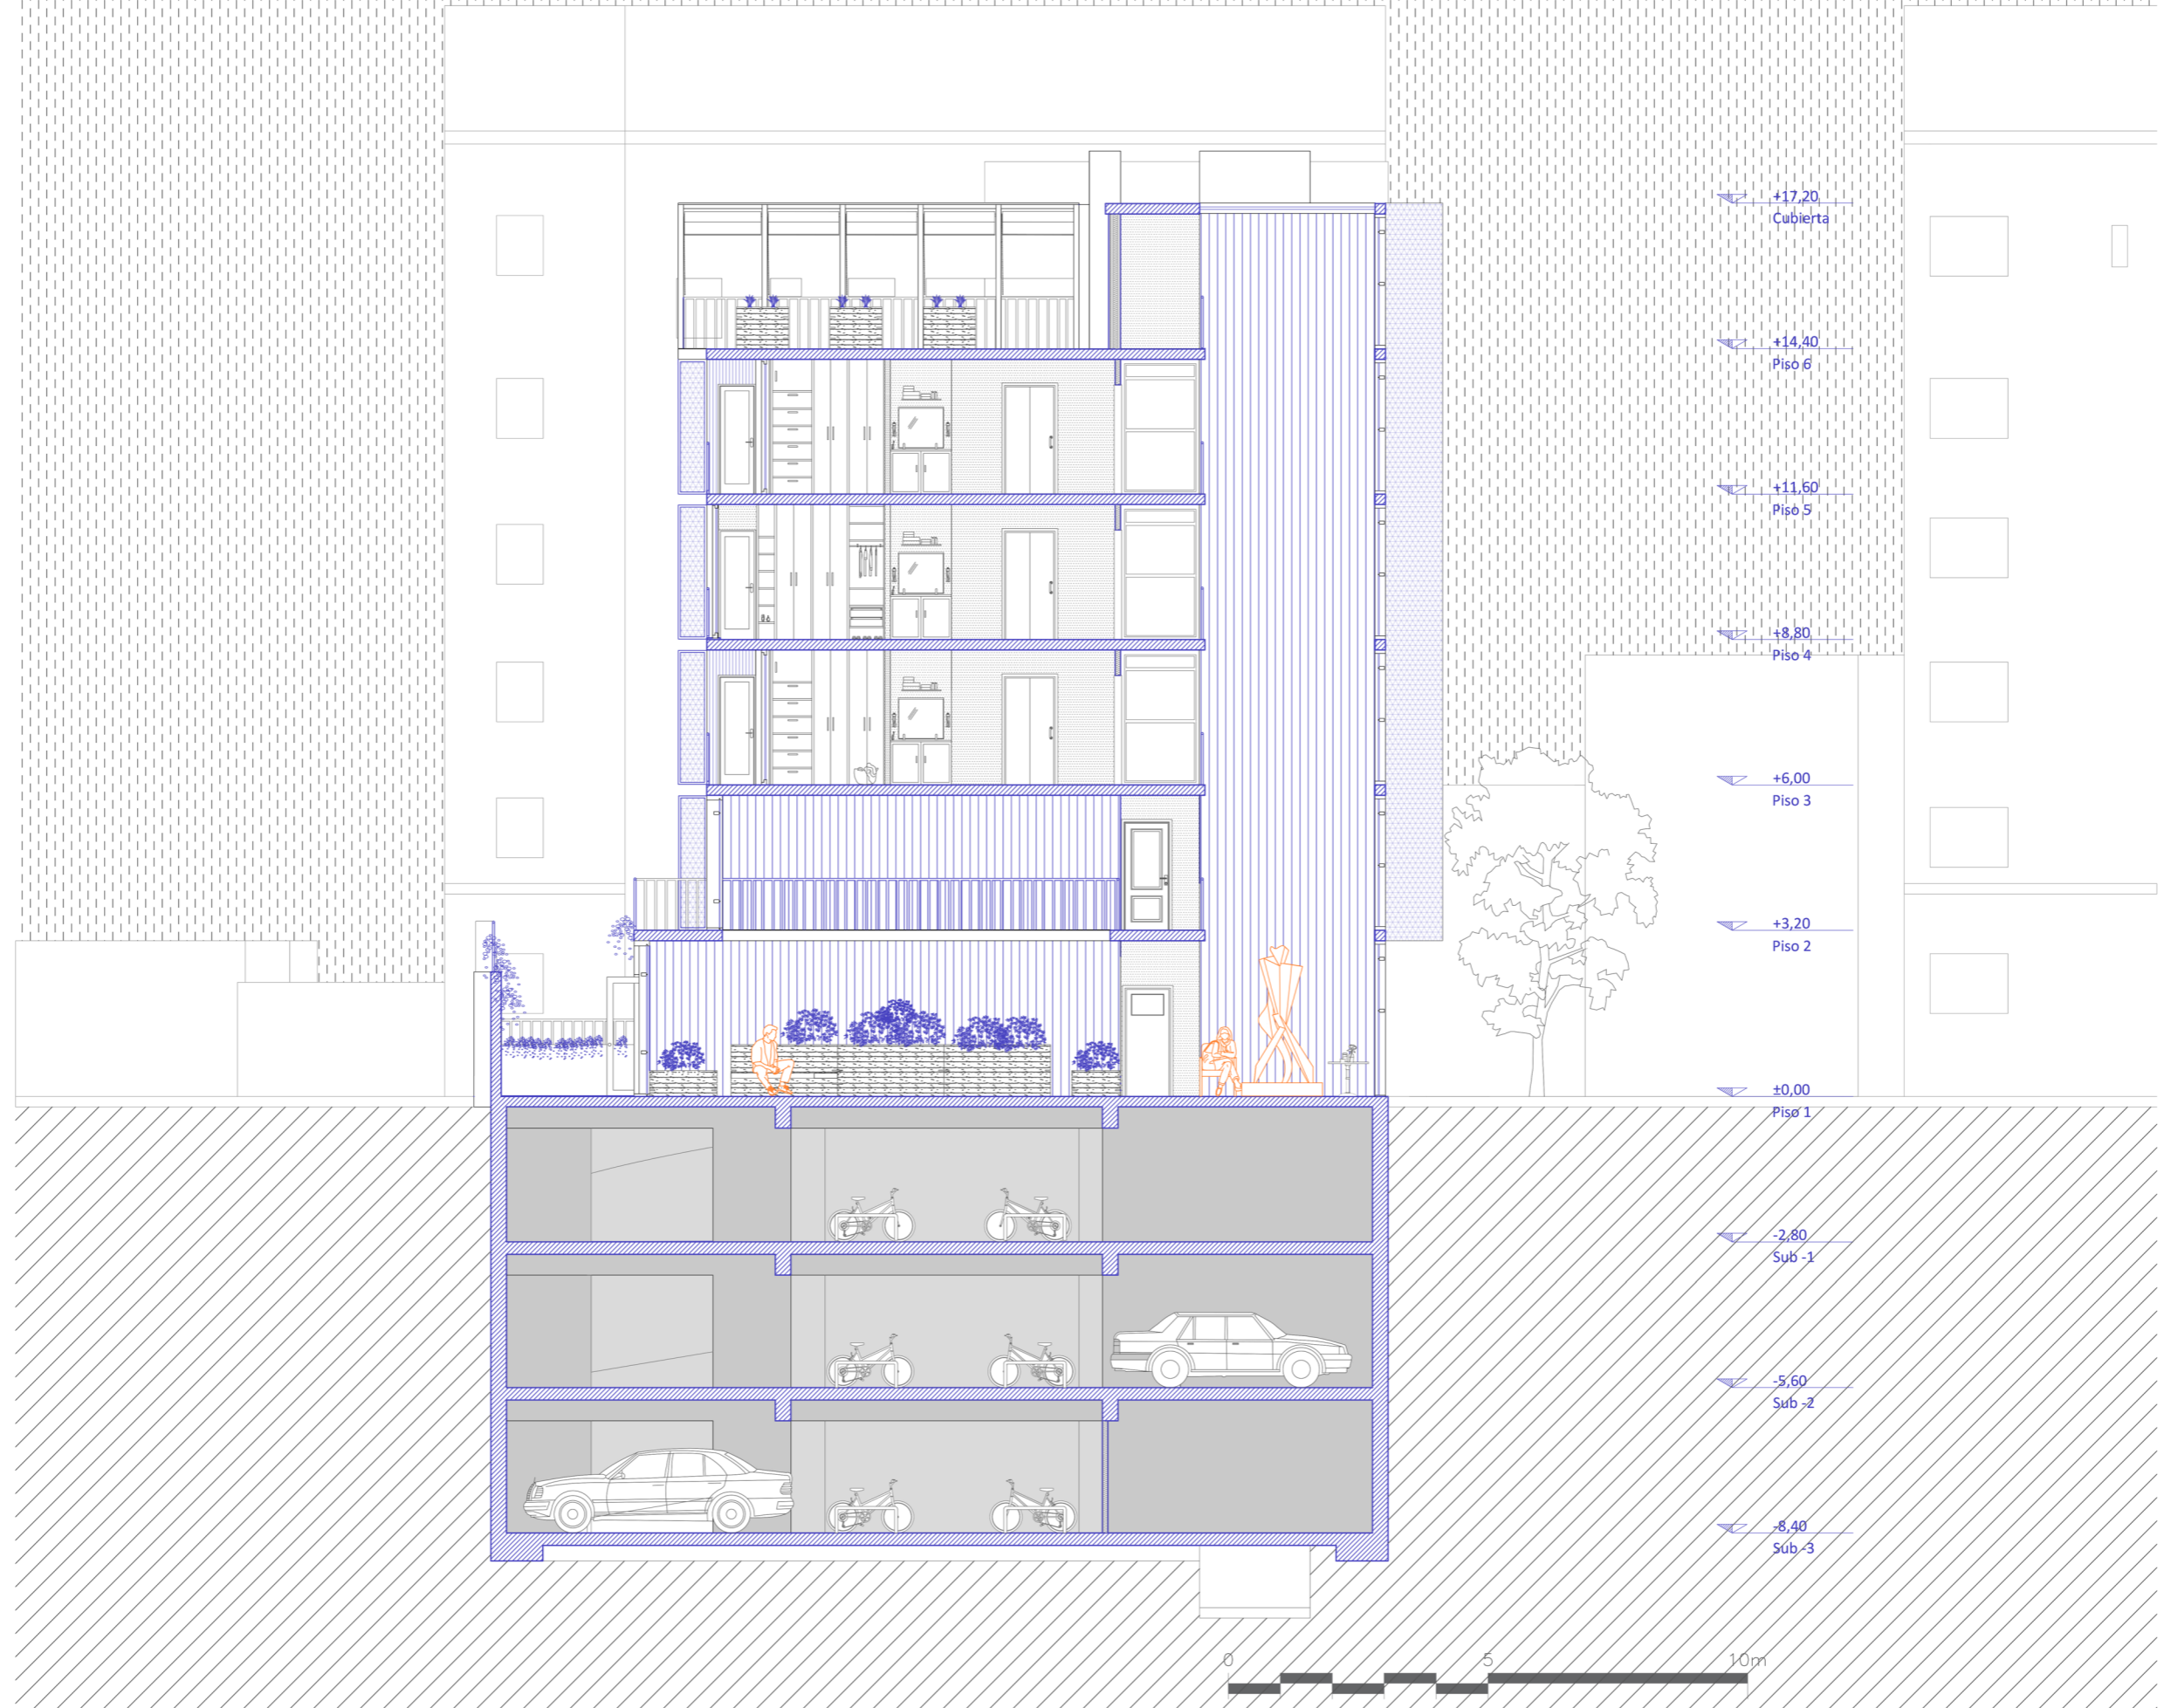 +17,20
Cubierta
+14,40
Piso 6
+11,60
Piso 5
+8,80
Piso 4
+6,00
Piso 3
+3,20
Piso 2
±0,00
Piso 1
-2,80
Sub -1
-5,60
Sub -2
-8,40
Sub -3
0 5 10m